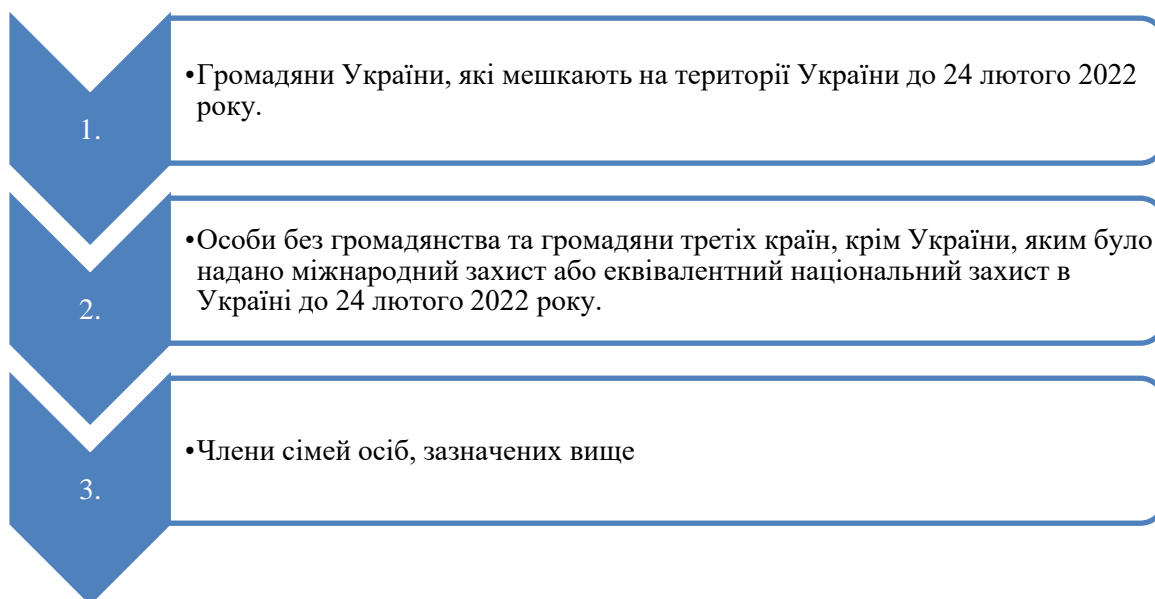 1.
•Громадяни України, які мешкають на території України до 24 лютого 2022
року.
2.
•Особи без громадянства та громадяни третіх країн, крім України, яким було
надано міжнародний захист або еквівалентний національний захист в
Україні до 24 лютого 2022 року.
3.
•Члени сімей осіб, зазначених вище